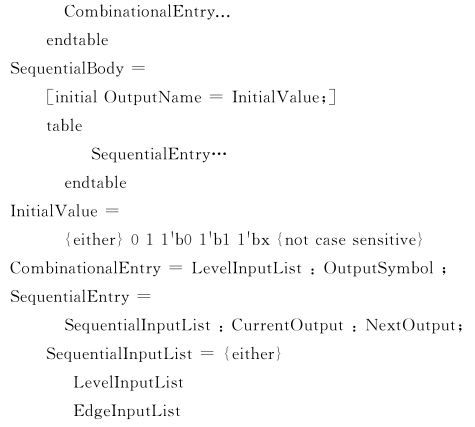 CombinationalEntry...
endtable
SequentialBody =
[initial OutputName = InitialValue;]
table
SequentialEntry…
endtable
InitialValue =
{either} 0 1 1'b0 1'b1 1'bx {not case sensitive}
CombinationalEntry = LevelInputList : OutputSymbol ;
SequentialEntry =
SequentialInputList : CurrentOutput : NextOutput;
SequentialInputList = {either}
LevelInputList
EdgeInputList